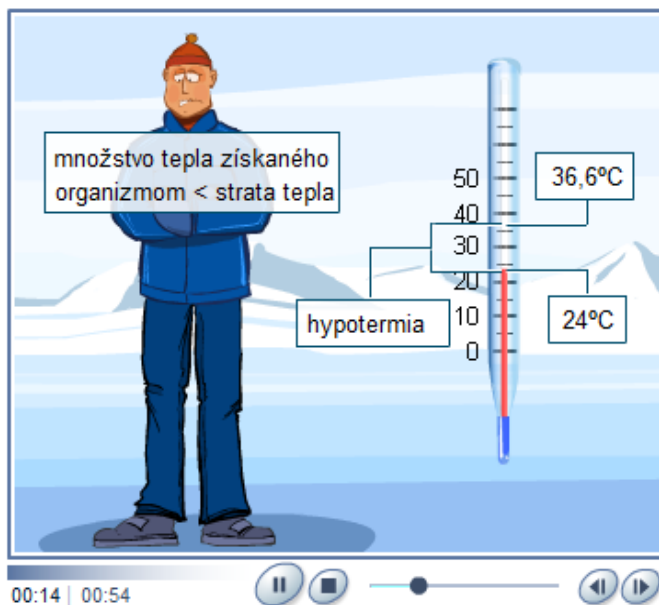 množstvo tepla získaného
organizmom < strata tepla
36,6ºC
50
40
30
20
10
0
hypotermia
24ºC
00:14 | 00:54